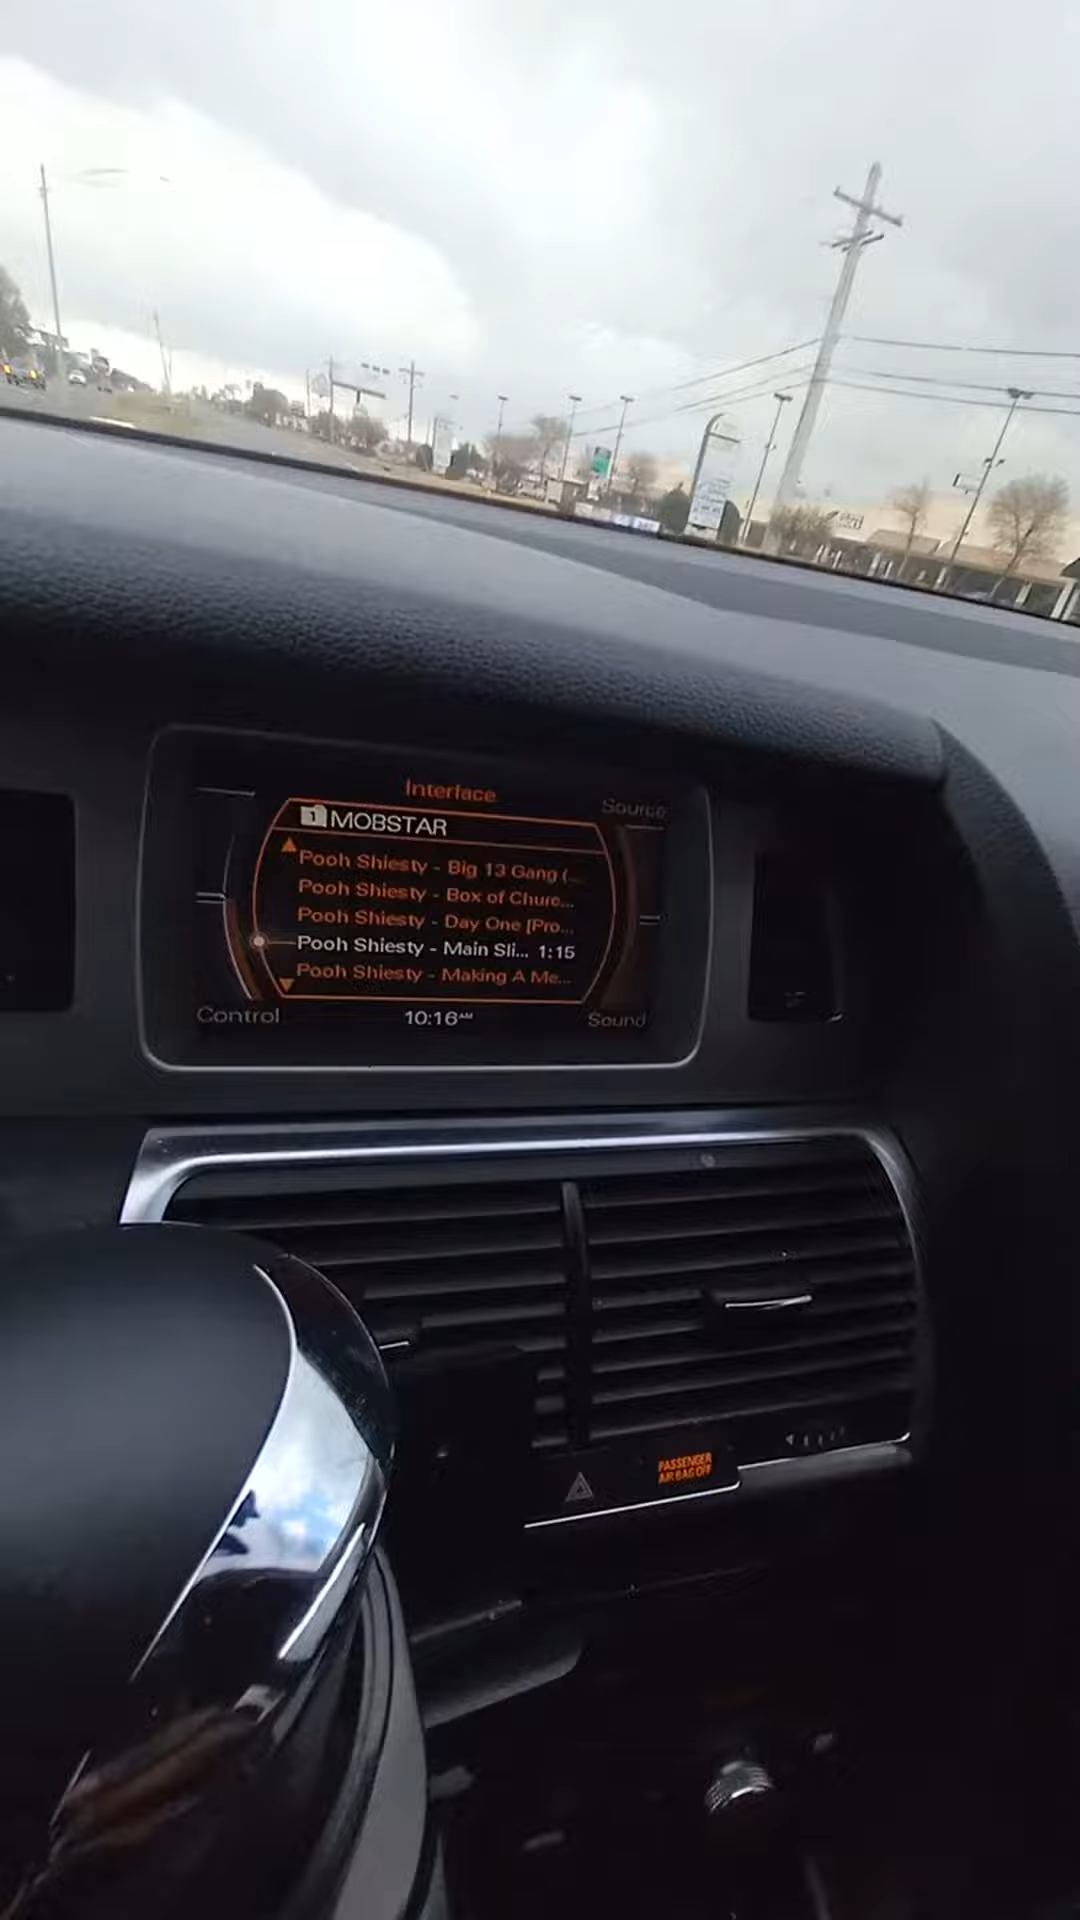 Interface
Source
1 MOBSTAR
Pooh Shiesty - Big 13 Gang (...
Pooh Shiesty - Box of Churc...
Pooh Shiesty - Day One [Pro...
Pooh Shiesty - Main Sli... 1:15
Pooh Shiesty - Making A Me...
Control
10:16AM
Sound
PASSENGER
AIR BAG OFF